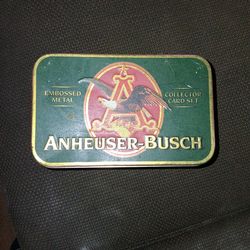 EMBOSSED
METAL
COLLECTOR
CARD SET
A
ANHEUSER-BUSCH